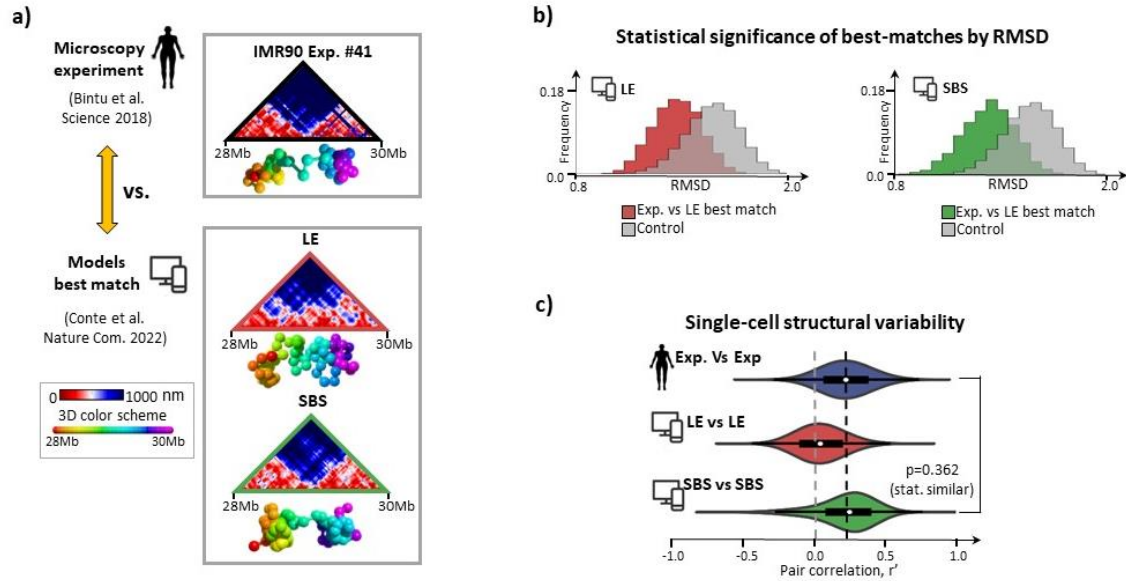 a)
Microscopy
experiment
(Bintu et al.
Science 2018)
vs.
Models
best match
(Conte et al.
Nature Com. 2022)
0 1000 nm
3D color scheme
28Mb 30Mb
IMR90 Exp. #41
28Mb 30Mb
LE
28Mb 30Mb
SBS
28Mb 30Mb
b)
Statistical significance of best-matches by RMSD
LE
0.18
Frequency
0.0
0.8 RMSD 2.0
Exp. vs LE best match
Control
SBS
0.18
Frequency
0.0
0.8 RMSD 2.0
Exp. vs LE best match
Control
c)
Single-cell structural variability
Exp. Vs Exp
LE vs LE
SBS vs SBS
p=0.362
(stat. similar)
-1.0 -0.5 0.0 0.5 1.0
Pair correlation, r'